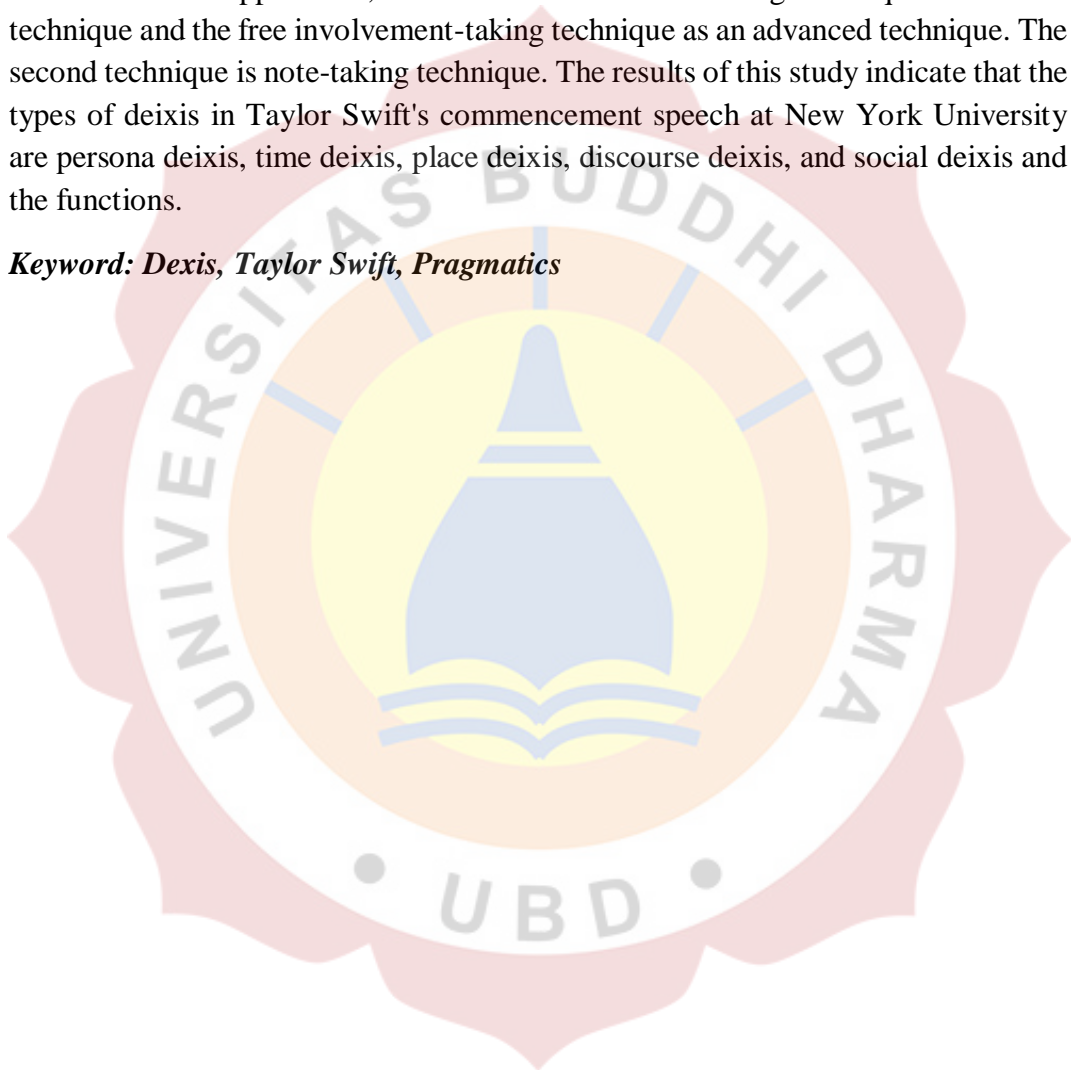 technique and the free involvement-taking technique as an advanced technique. The
second technique is note-taking technique. The results of this study indicate that the
types of deixis in Taylor Swift's commencement speech at New York University
are persona deixis, time deixis, place deixis, discourse deixis, and social deixis and
the functions.
Keyword: Dexis, Taylor Swift, Pragmatics
UNIVERSITAS BUDDHI DHARMA
• UBD •